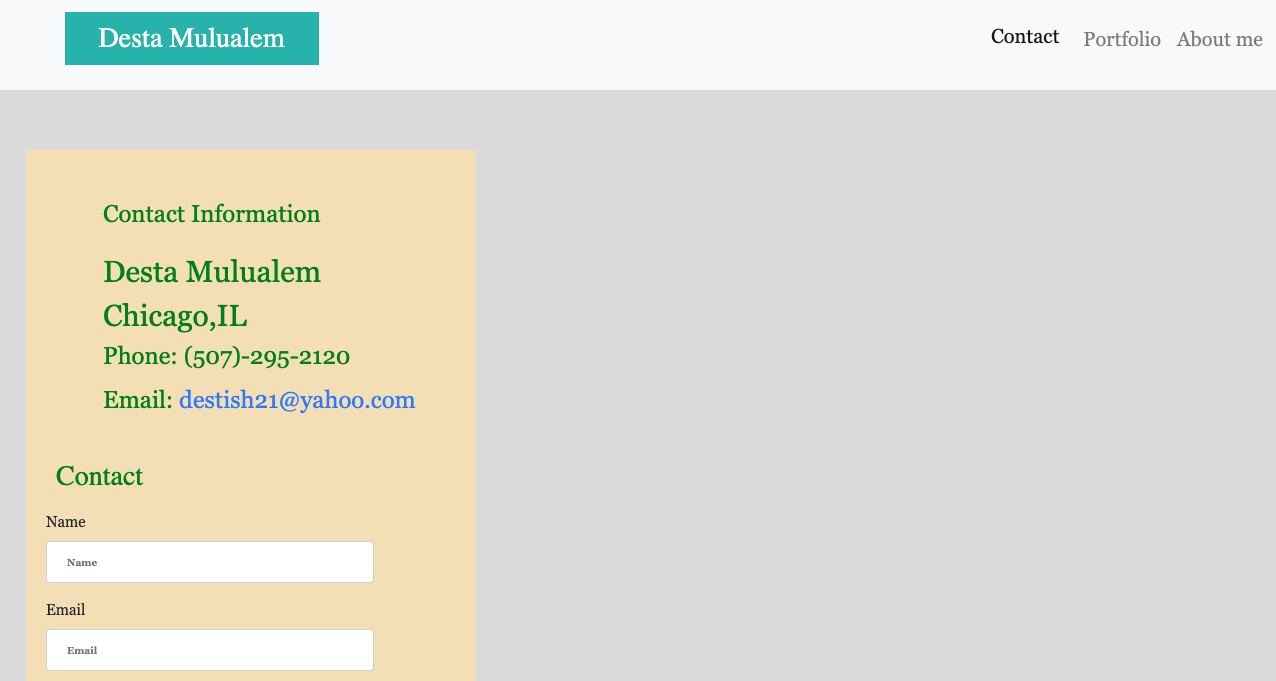 Desta Mulualem
Contact Portfolio About me
Contact Information
Desta Mulualem
Chicago,IL
Phone: (507)-295-2120
Email: destish21@yahoo.com
Contact
Name
Name
Email
Email